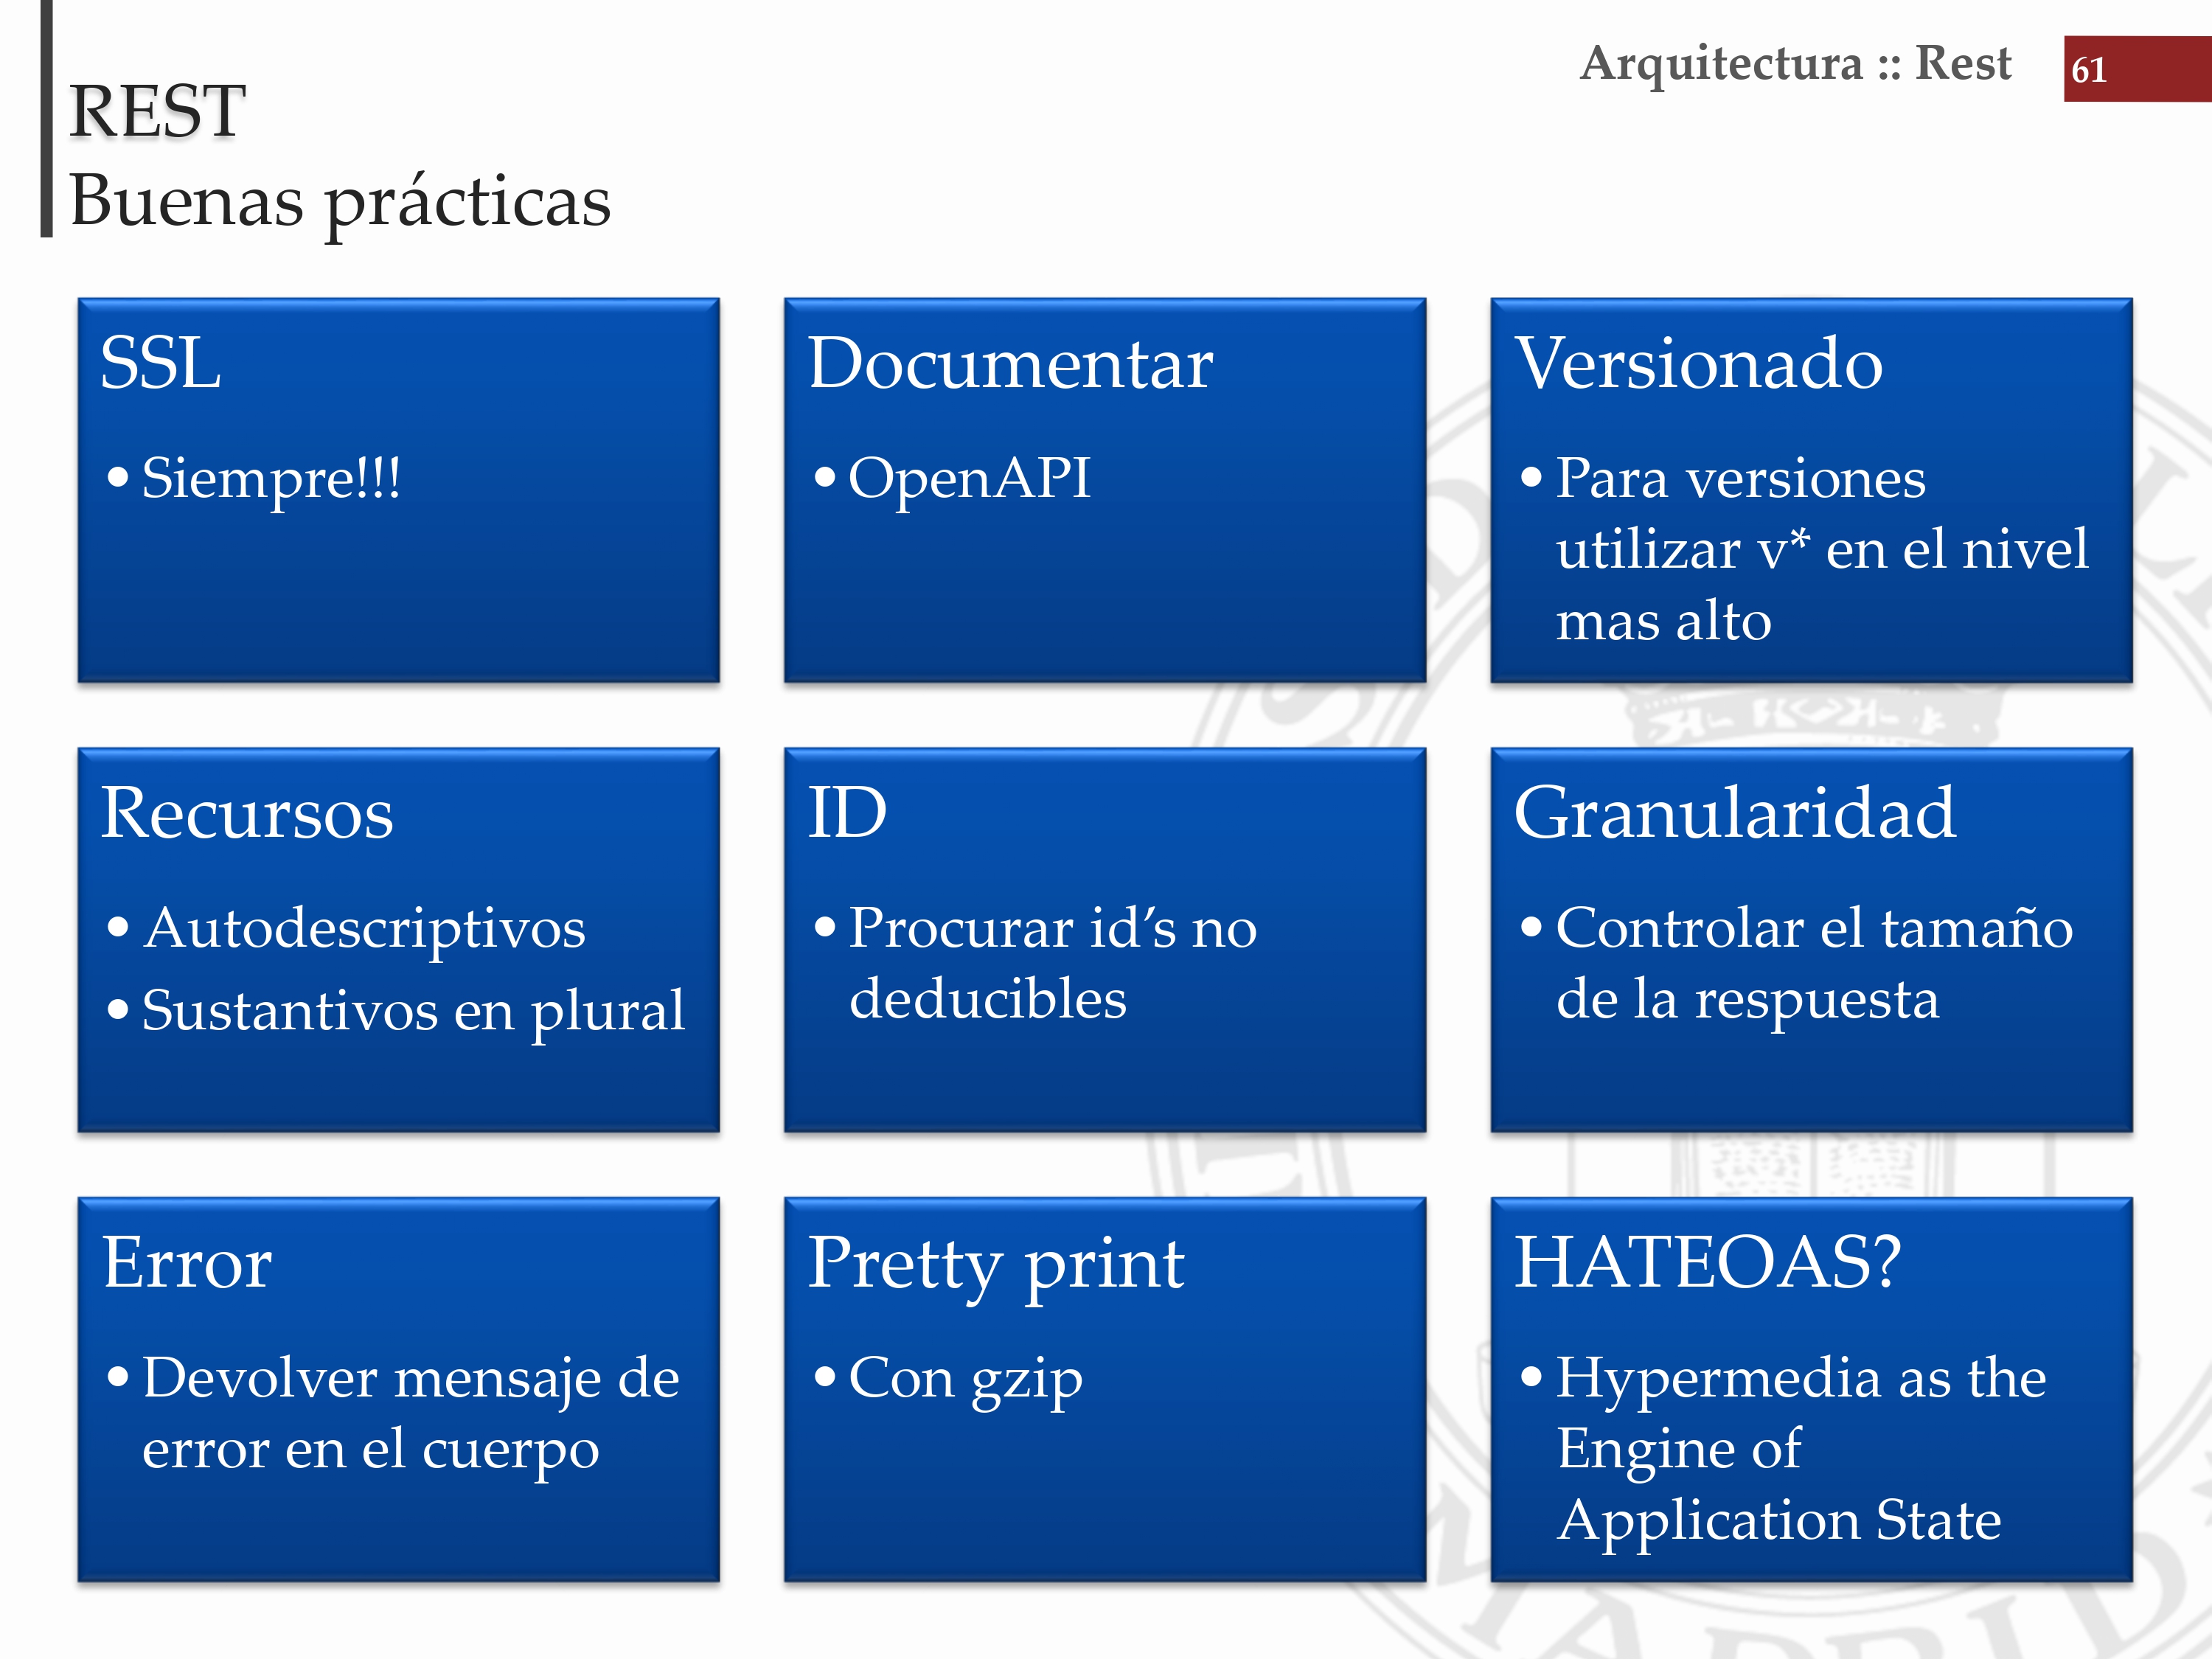 Arquitectura :: Rest
61
REST
Buenas prácticas
SSL
• Siempre!!!
Documentar
• OpenAPI
Versionado
• Para versiones
utilizar v* en el nivel
mas alto
Recursos
• Autodescriptivos
• Sustantivos en plural
ID
• Procurar id’s no
deducibles
Granularidad
• Controlar el tamaño
de la respuesta
Error
• Devolver mensaje de
error en el cuerpo
Pretty print
• Con gzip
HATEOAS?
• Hypermedia as the
Engine of
Application State